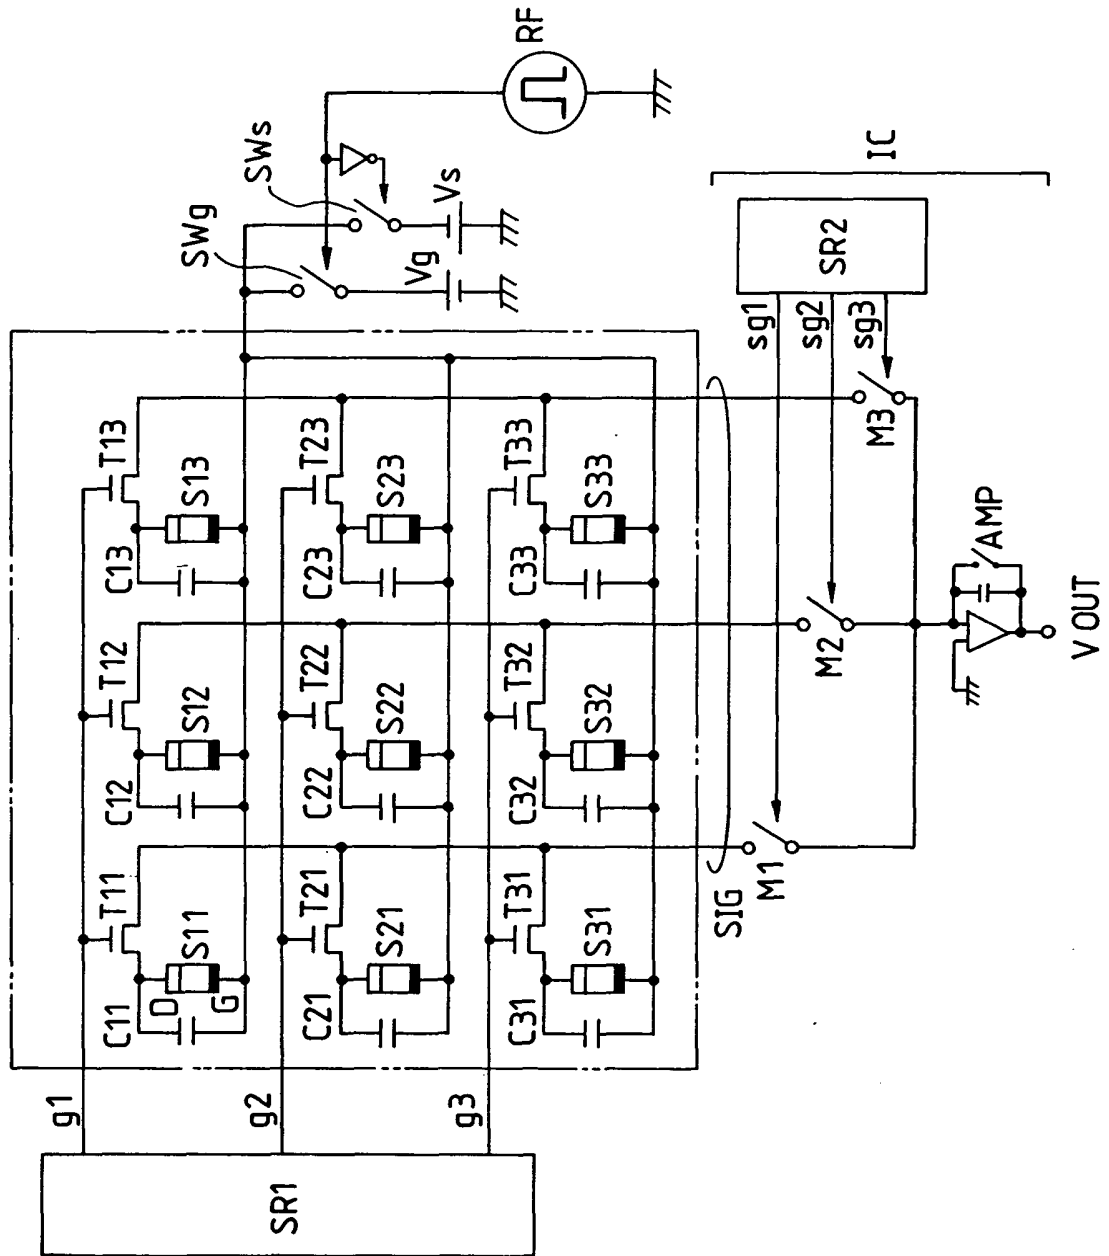 SR1
g1
g2
g3
C11
T11
S11
D
G
C12
T12
S12
C13
T13
S13
C21
T21
S21
C22
T22
S22
C23
T23
S23
C31
T31
S31
C32
T32
S32
C33
T33
S33
SWg
SWs
Vg
Vs
RF
SIG
M1
M2
M3
sg1
sg2
sg3
SR2
IC
AMP
V OUT